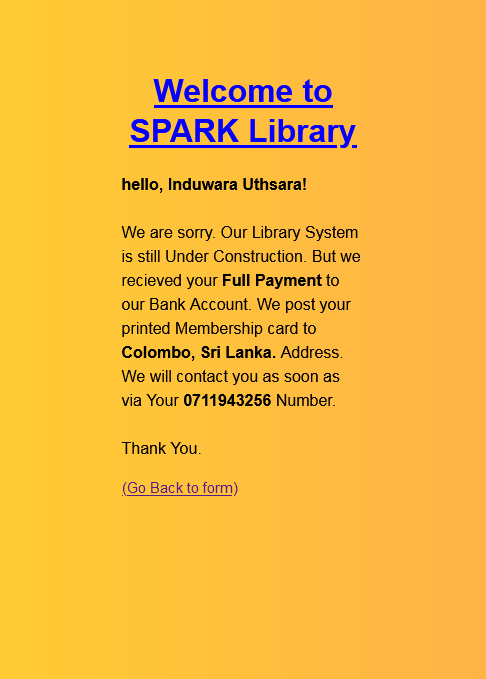 Welcome to
SPARK Library
hello, Induwara Uthsara!
We are sorry. Our Library System
is still Under Construction. But we
recieved your Full Payment to
our Bank Account. We post your
printed Membership card to
Colombo, Sri Lanka. Address.
We will contact you as soon as
via Your 0711943256 Number.
Thank You.
(Go Back to form)